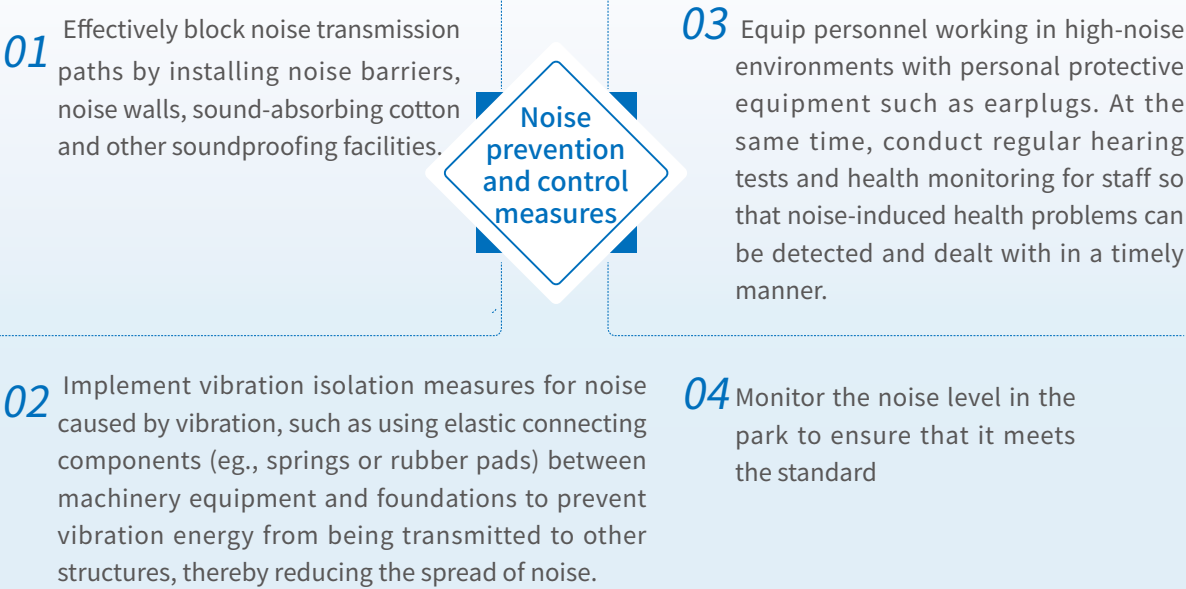 01
Effectively block noise transmission
paths by installing noise barriers,
noise walls, sound-absorbing cotton
and other soundproofing facilities.
Noise
prevention
and control
measures
03
Equip personnel working in high-noise
environments with personal protective
equipment such as earplugs. At the
same time, conduct regular hearing
tests and health monitoring for staff so
that noise-induced health problems can
be detected and dealt with in a timely
manner.
02
Implement vibration isolation measures for noise
caused by vibration, such as using elastic connecting
components (eg., springs or rubber pads) between
machinery equipment and foundations to prevent
vibration energy from being transmitted to other
structures, thereby reducing the spread of noise.
04
Monitor the noise level in the
park to ensure that it meets
the standard